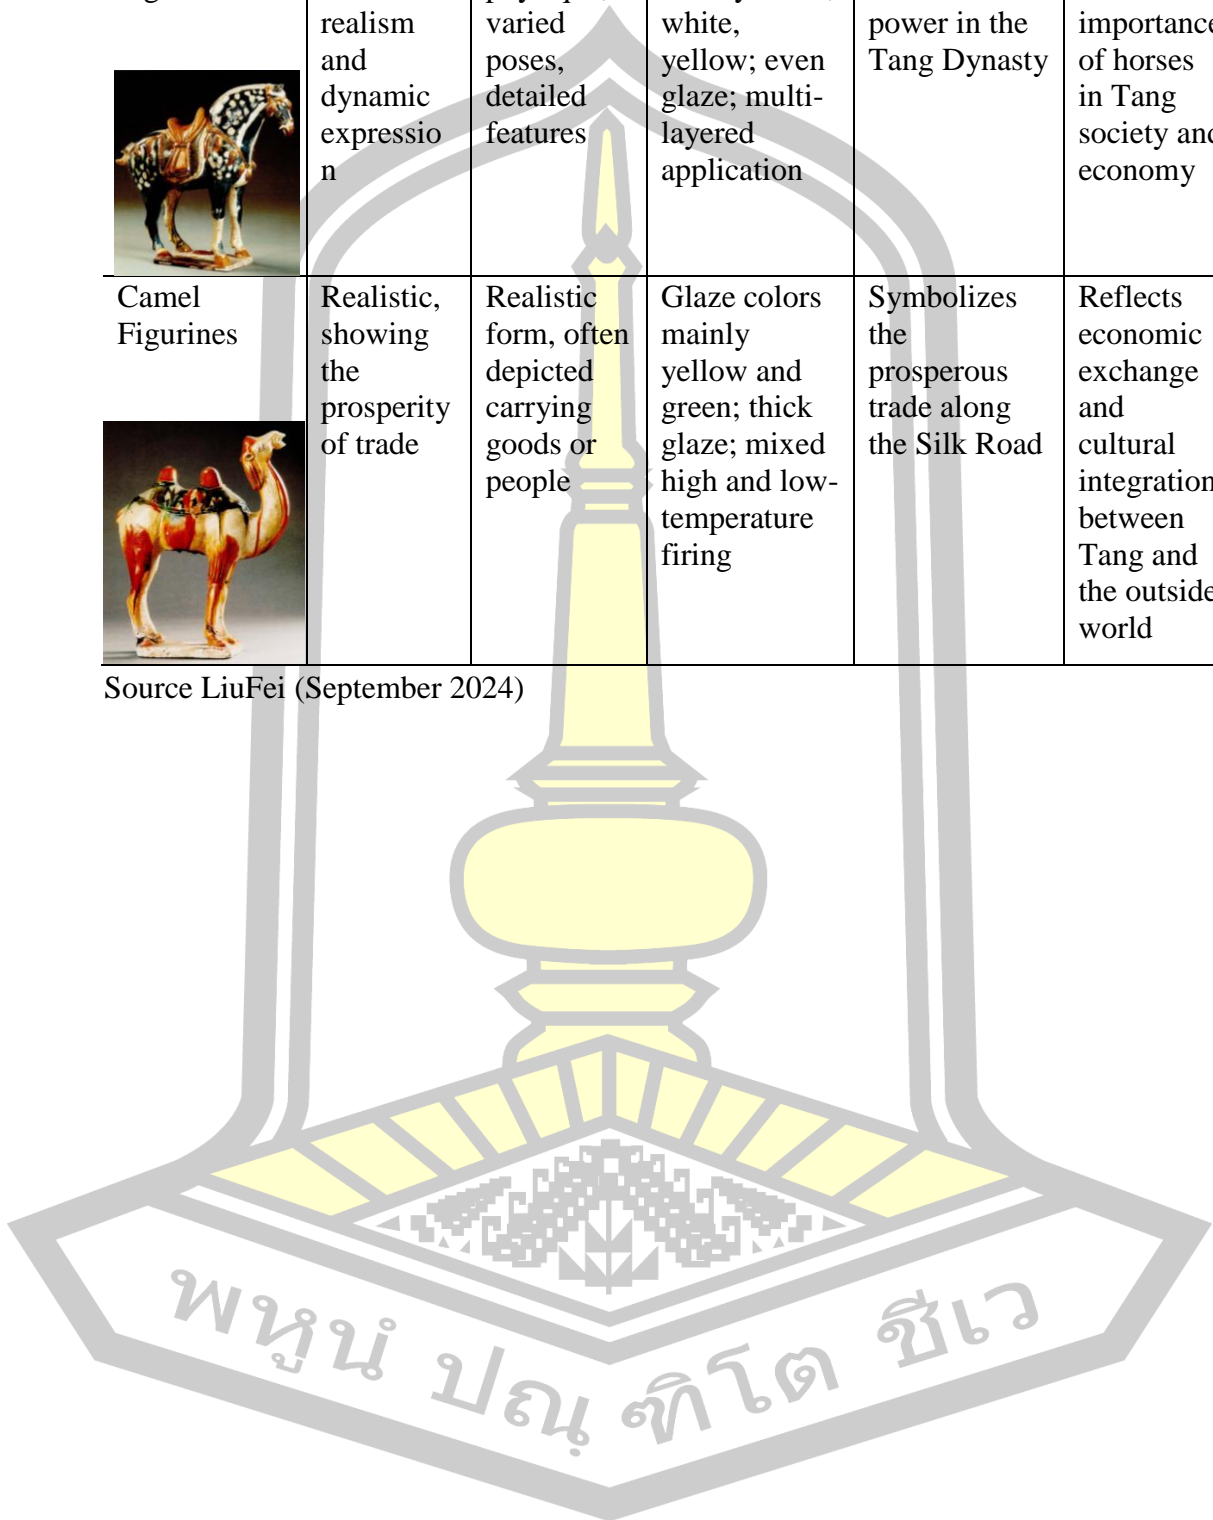 realism
and
dynamic
expressio
n
varied
poses,
detailed
features
white,
yellow; even
glaze; multi-
layered
application
power in the
Tang Dynasty
importance
of horses
in Tang
society and
economy
Camel
Figurines
Realistic,
showing
the
prosperity
of trade
Realistic
form, often
depicted
carrying
goods or
people
Glaze colors
mainly
yellow and
green; thick
glaze; mixed
high and low-
temperature
firing
Symbolizes
the
prosperous
trade along
the Silk Road
Reflects
economic
exchange
and
cultural
integration
between
Tang and
the outside
world
Source LiuFei (September 2024)
พหูนํ ปณฺฑิโต ชีเว